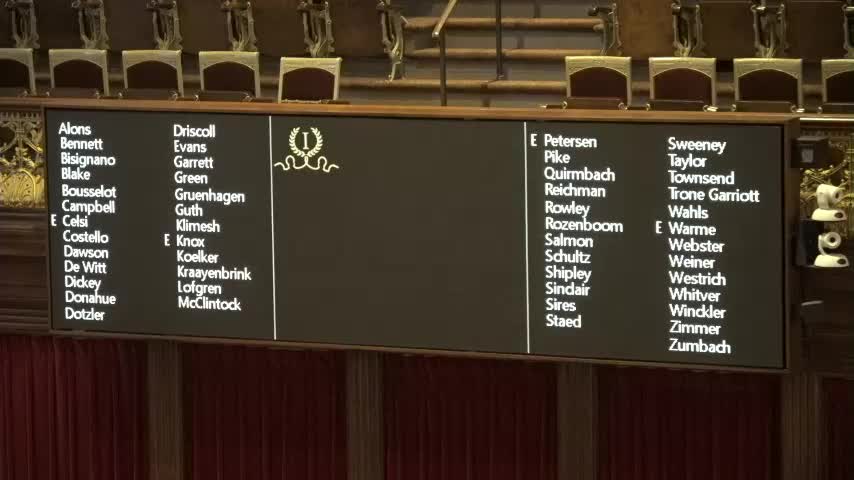 Alons
Bennett
Bisignano
Blake
Bousselot
Campbell
E Celsi
Costello
Dawson
De Witt
Dickey
Donahue
Dotzler
Driscoll
Evans
Garrett
Green
Gruenhagen
Guth
Klimesh
E Knox
Koelker
Kraayenbrink
Lofgren
McClintock
I
E Petersen
Pike
Quirmbach
Reichman
Rowley
Rozenboom
Salmon
Schultz
Shipley
Sinclair
Sires
Staed
Sweeney
Taylor
Townsend
Trone Garriott
Wahls
E Warme
Webster
Weiner
Westrich
Whitver
Winckler
Zimmer
Zumbach